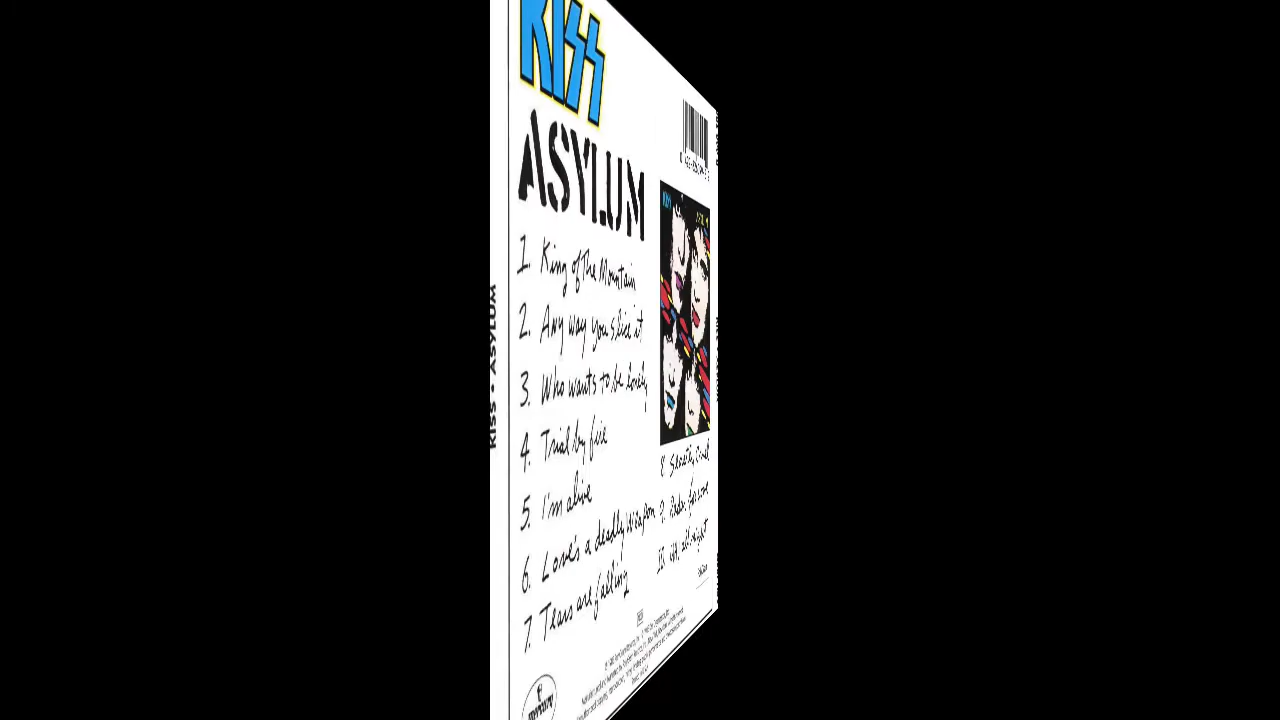 KISS
ASYLUM
1. King of The Mountain
2. Any way you slice it
3. Who wants to be lonely
4. Trial by fire
5. I'm alive
6. Love's a deadly Weapon
7. Tears are falling
8. Secretly Cruel
9. Radar for love
10. uh all night
KISS • ASYLUM
KISS
mercury